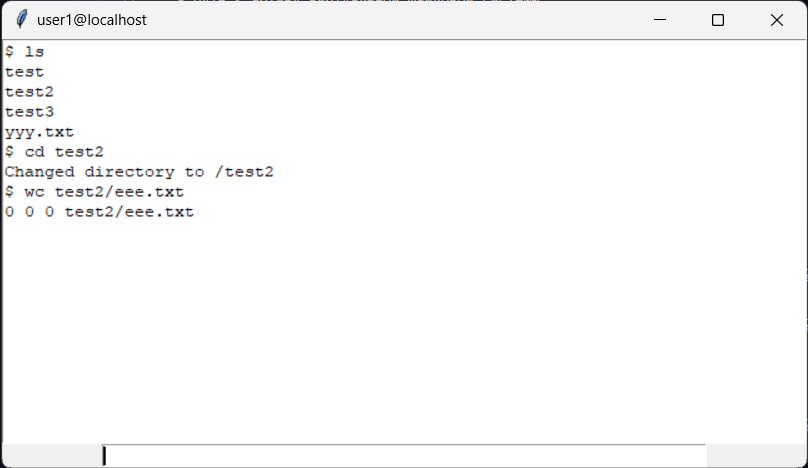 user1@localhost
$ ls
test
test2
test3
yyy.txt
$ cd test2
Changed directory to /test2
$ wc test2/eee.txt
0 0 0 test2/eee.txt